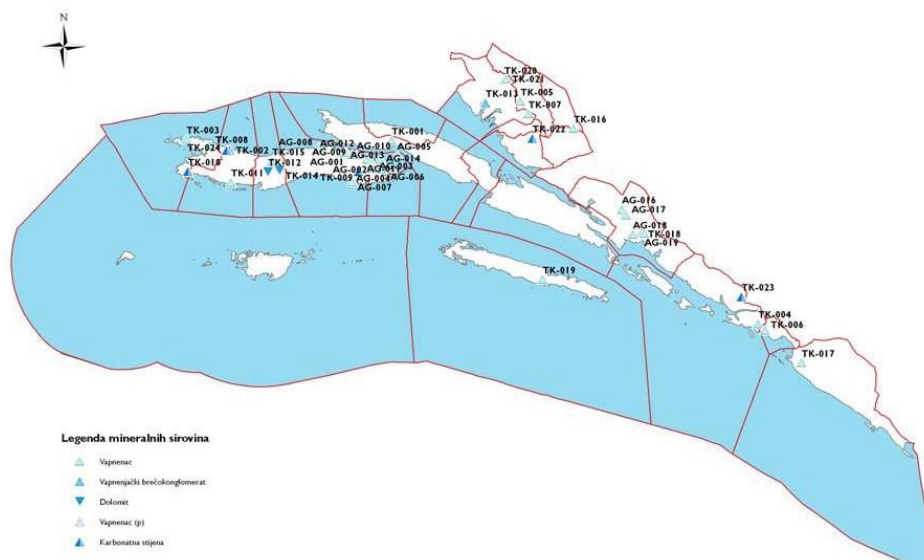 N
TK-020
TK-021
TK-013
TK-005
TK-007
TK-016
TK-022
TK-003
TK-001
TK-008
AG-008
AG-012
AG-010
AG-005
TK-024
TK-002
TK-015
AG-009
AG-013
AG-014
TK-010
TK-012
AG-001
AG-002
AG-003
TK-011
TK-014
TK-009
AG-004
AG-006
AG-007
AG-016
AG-017
AG-018
TK-018
AG-019
TK-019
TK-023
TK-004
TK-006
TK-017
Legenda mineralnih sirovina
Vapnenac
Vapnenjački brečokonglomerat
Dolomit
Vapnenac (p)
Karbonatna stijena